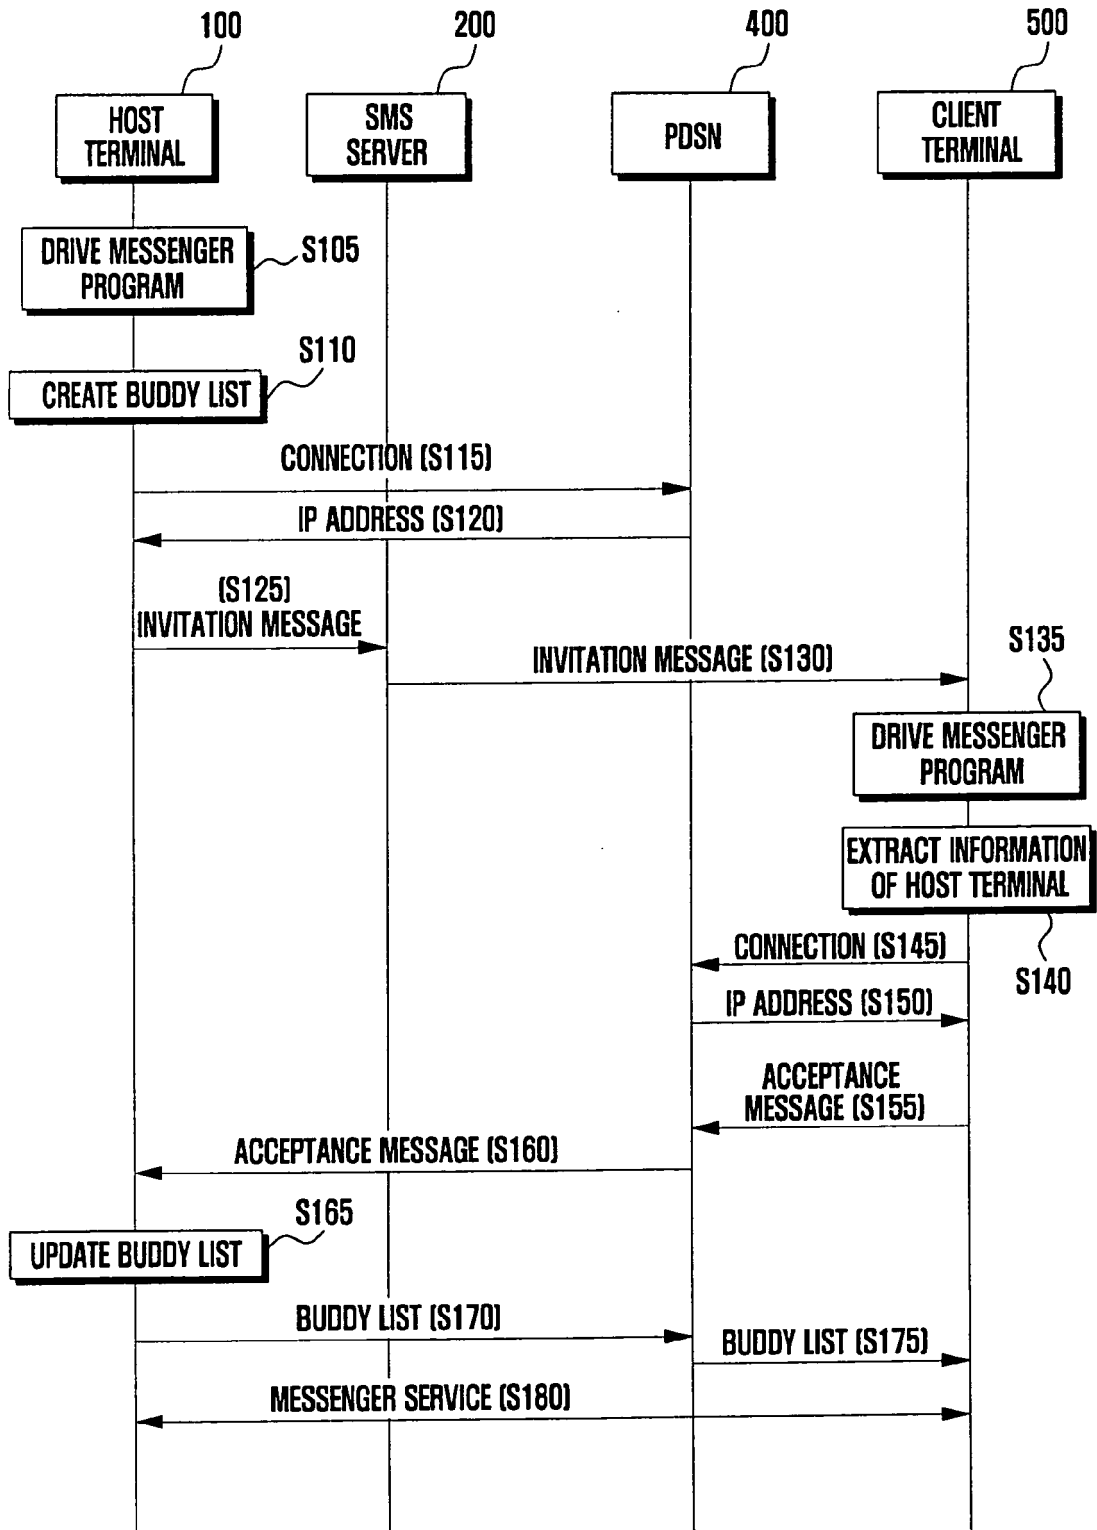 100
200
400
500
HOST
TERMINAL
SMS
SERVER
PDSN
CLIENT
TERMINAL
DRIVE MESSENGER
PROGRAM
S105
S110
CREATE BUDDY LIST
CONNECTION (S115)
IP ADDRESS (S120)
(S125)
INVITATION MESSAGE
INVITATION MESSAGE (S130)
S135
DRIVE MESSENGER
PROGRAM
EXTRACT INFORMATION
OF HOST TERMINAL
CONNECTION (S145)
S140
IP ADDRESS (S150)
ACCEPTANCE
MESSAGE (S155)
ACCEPTANCE MESSAGE (S160)
S165
UPDATE BUDDY LIST
BUDDY LIST (S170)
BUDDY LIST (S175)
MESSENGER SERVICE (S180)